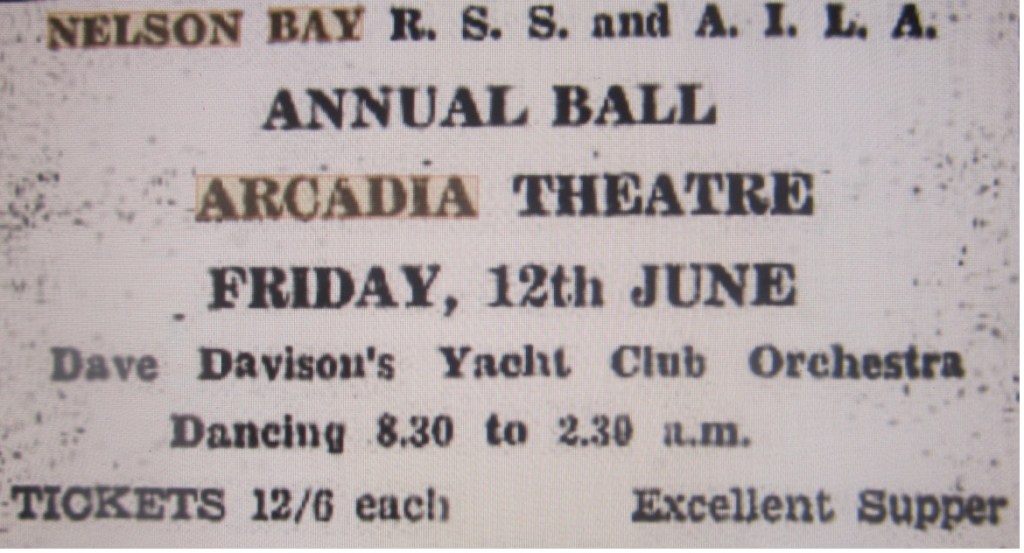 NELSON BAY R. S. S. and A. I. L. A.
ANNUAL BALL
ARCADIA THEATRE
FRIDAY, 12th JUNE
Dave Davison's Yacht Club Orchestra
Dancing 8.30 to 2.30 a.m.
TICKETS 12/6 each Excellent Supper